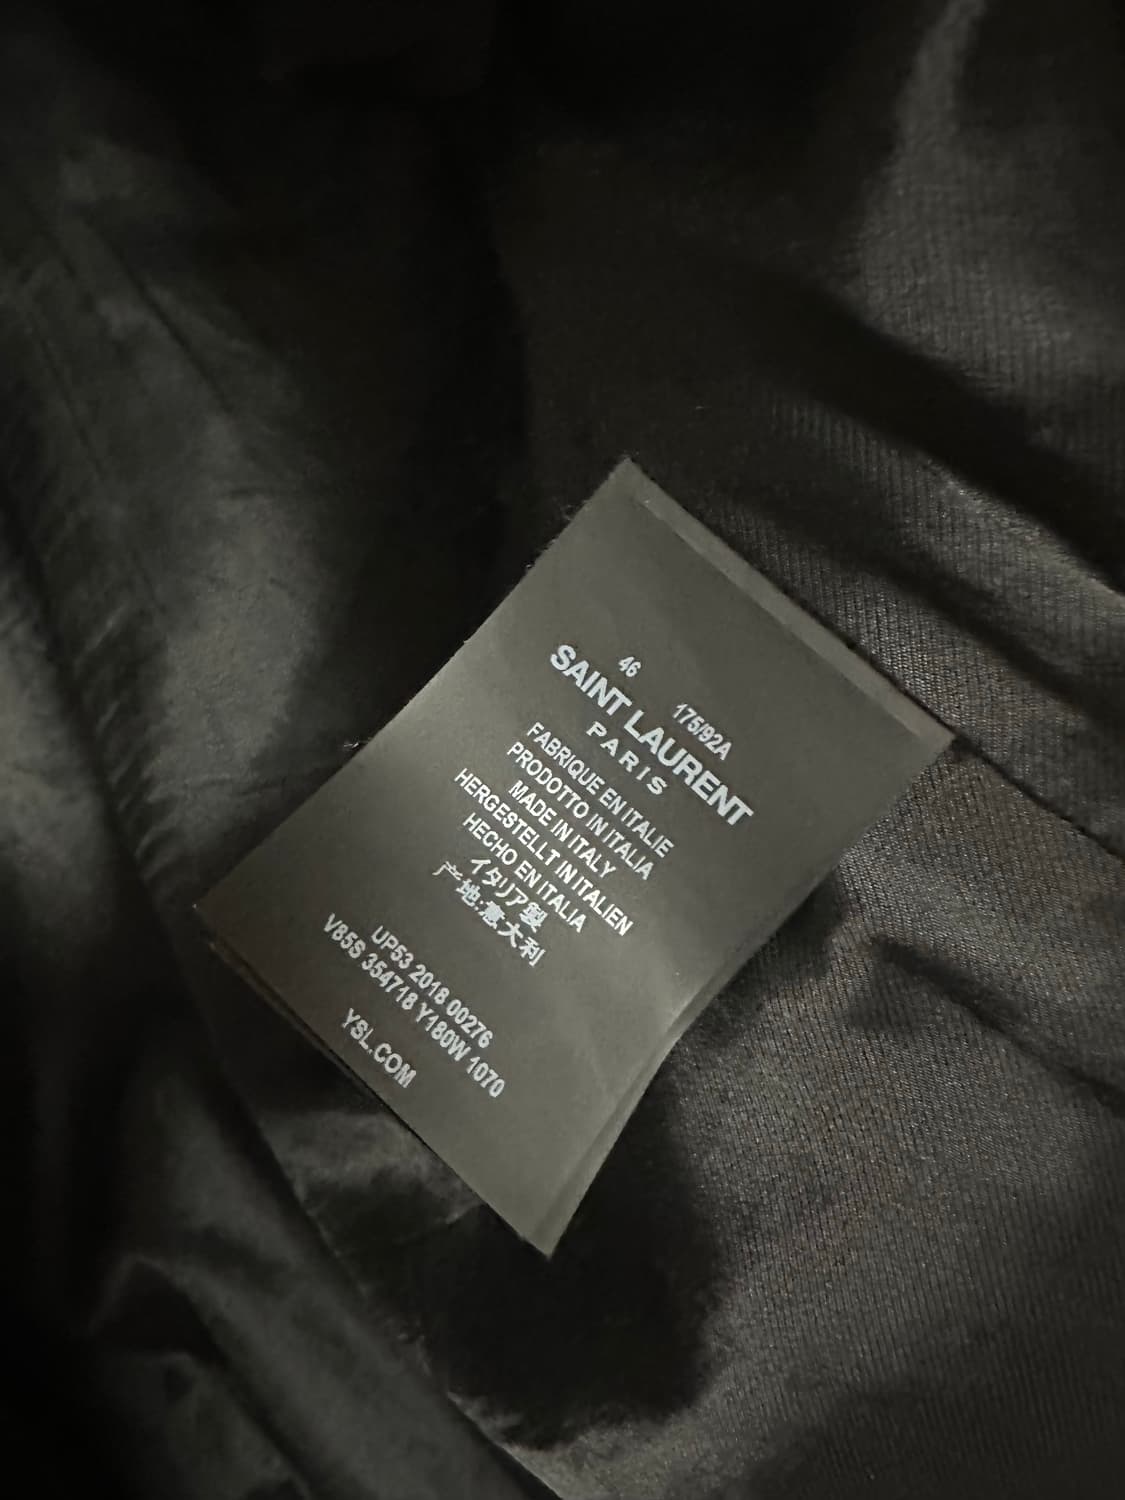 46 175/92A
SAINT LAURENT
PARIS
FABRIQUE EN ITALIE
PRODOTTO IN ITALIA
MADE IN ITALY
HERGESTELLT IN ITALIEN
HECHO EN ITALIA
イタリア製
产地:意大利
UP53 2018 00276
V85S 354718 Y180W 1070
YSL.COM